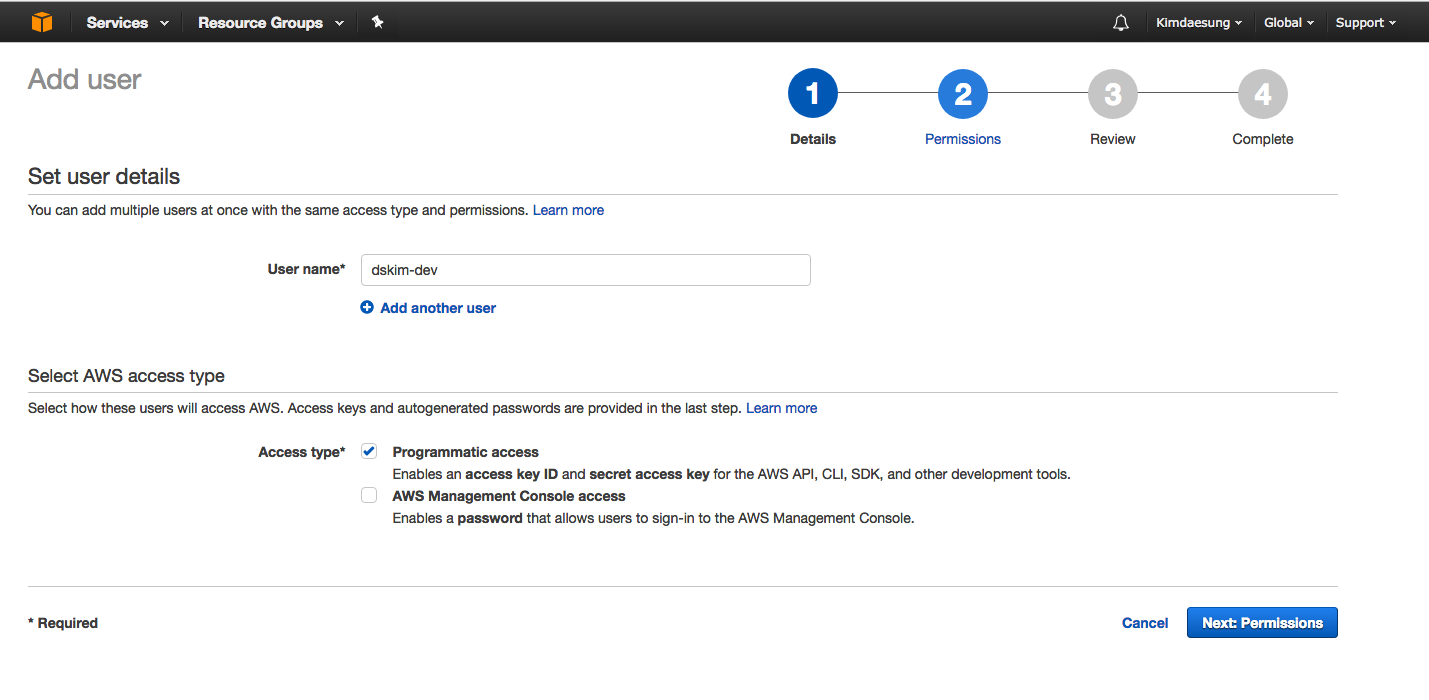 Services Resource Groups Kimdaesung Global Support
Add user
1 2 3 4
Details Permissions Review Complete
Set user details
You can add multiple users at once with the same access type and permissions. Learn more
User name* dskim-dev
Add another user
Select AWS access type
Select how these users will access AWS. Access keys and autogenerated passwords are provided in the last step. Learn more
Access type* Programmatic access
Enables an access key ID and secret access key for the AWS API, CLI, SDK, and other development tools.
AWS Management Console access
Enables a password that allows users to sign-in to the AWS Management Console.
* Required Cancel Next: Permissions